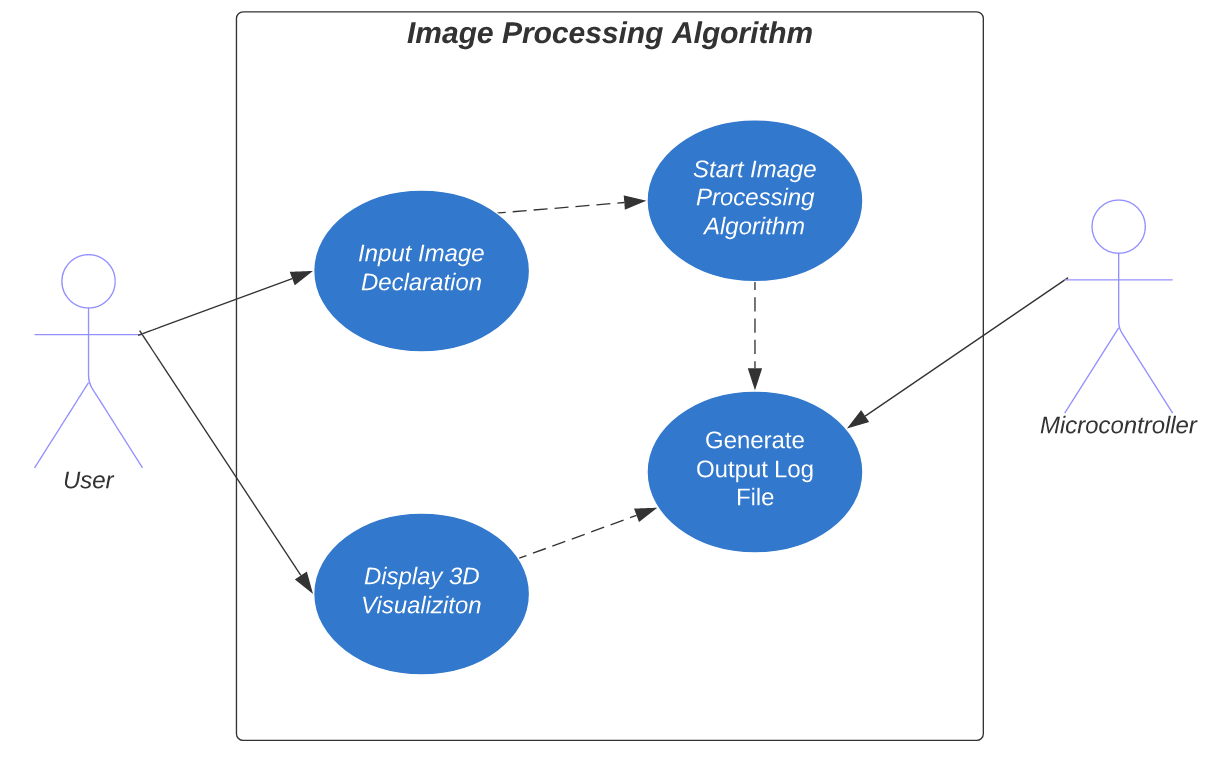 Image Processing Algorithm
Start Image
Processing
Algorithm
Input Image
Declaration
User
Microcontroller
Generate
Output Log
File
Display 3D
Visualiziton